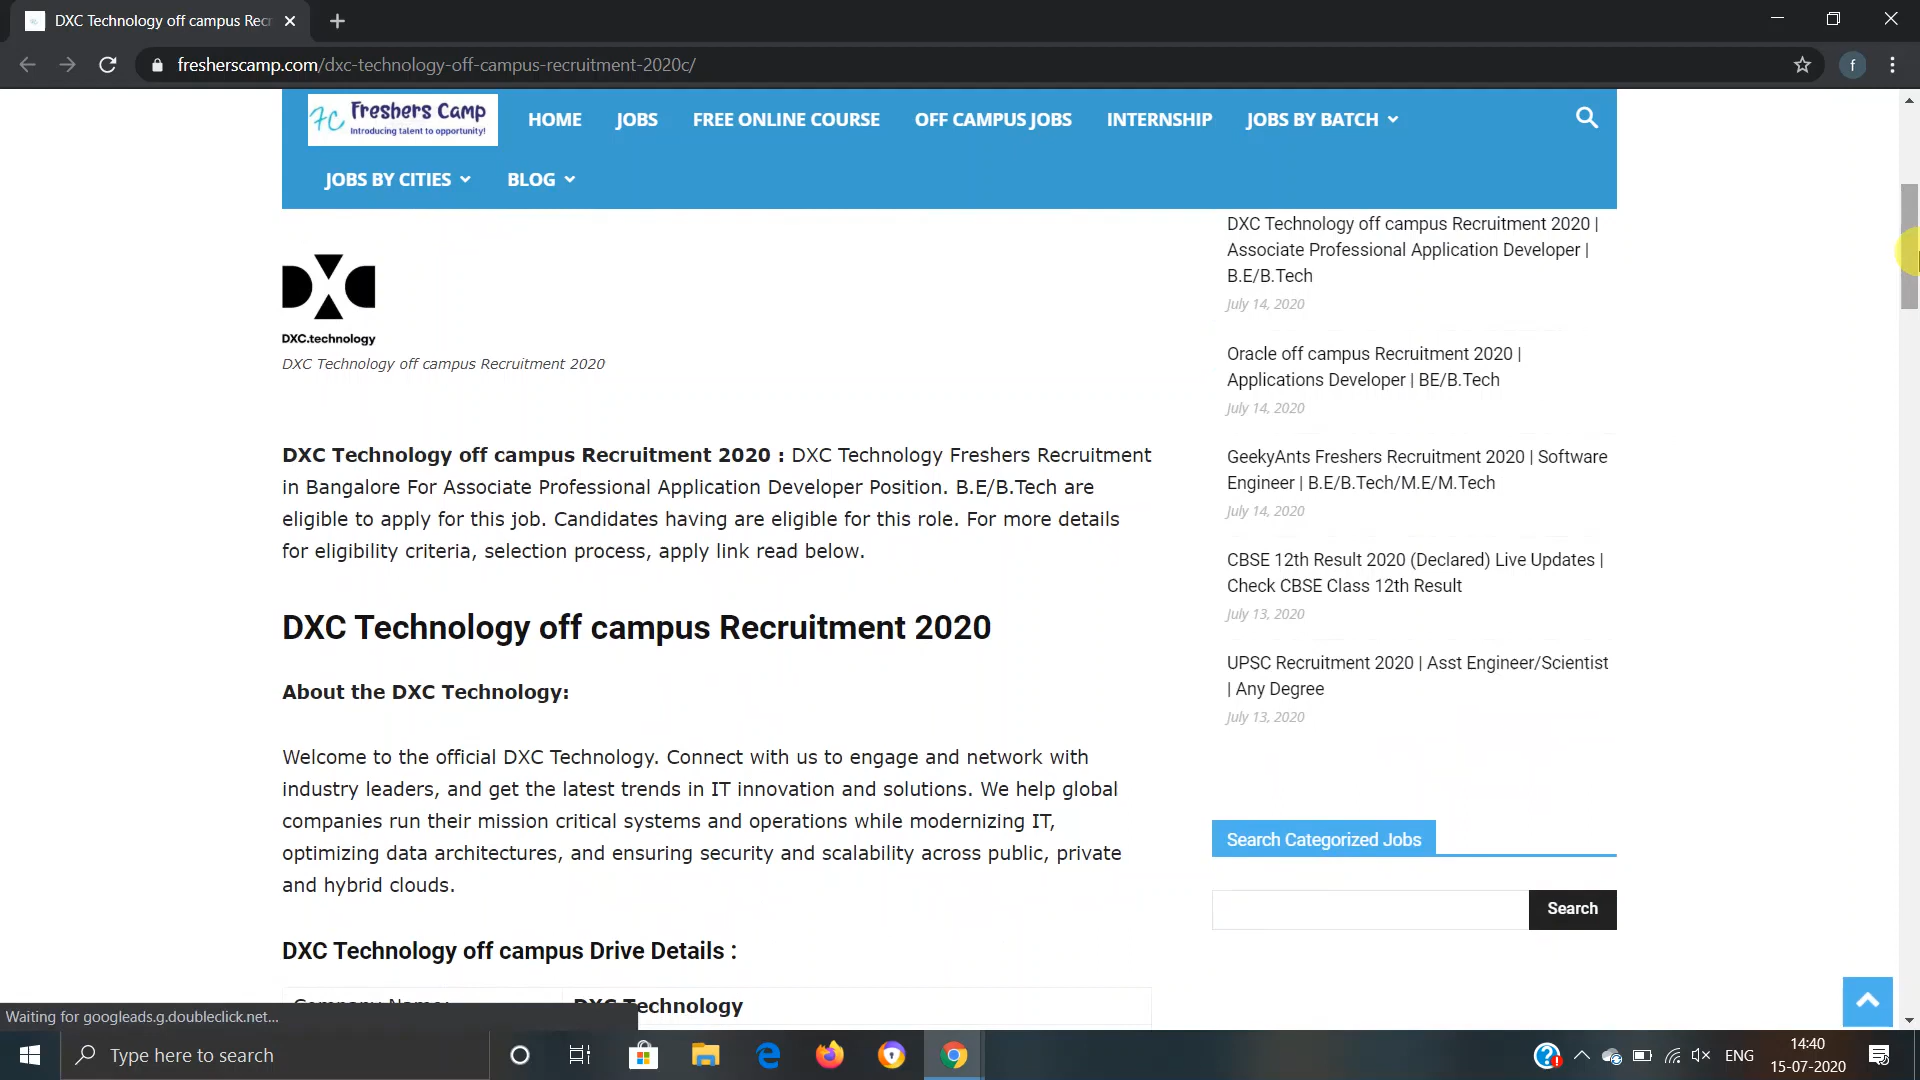 DXC Technology off campus Recr
fresherscamp.com/dxc-technology-off-campus-recruitment-2020c/
f
Freshers Camp
Introducing talent to opportunity!
HOME
JOBS
FREE ONLINE COURSE
OFF CAMPUS JOBS
INTERNSHIP
JOBS BY BATCH
JOBS BY CITIES
BLOG
DXC.technology
DXC Technology off campus Recruitment 2020
DXC Technology off campus Recruitment 2020 : DXC Technology Freshers Recruitment
in Bangalore For Associate Professional Application Developer Position. B.E/B.Tech are
eligible to apply for this job. Candidates having are eligible for this role. For more details
for eligibility criteria, selection process, apply link read below.
DXC Technology off campus Recruitment 2020
About the DXC Technology:
Welcome to the official DXC Technology. Connect with us to engage and network with
industry leaders, and get the latest trends in IT innovation and solutions. We help global
companies run their mission critical systems and operations while modernizing IT,
optimizing data architectures, and ensuring security and scalability across public, private
and hybrid clouds.
DXC Technology off campus Drive Details :
Company Name: DXC Technology
DXC Technology off campus Recruitment 2020 |
Associate Professional Application Developer |
B.E/B.Tech
July 14, 2020
Oracle off campus Recruitment 2020 |
Applications Developer | BE/B.Tech
July 14, 2020
GeekyAnts Freshers Recruitment 2020 | Software
Engineer | B.E/B.Tech/M.E/M.Tech
July 14, 2020
CBSE 12th Result 2020 (Declared) Live Updates |
Check CBSE Class 12th Result
July 13, 2020
UPSC Recruitment 2020 | Asst Engineer/Scientist
| Any Degree
July 13, 2020
Search Categorized Jobs
Search
Waiting for googleads.g.doubleclick.net...
Type here to search
ENG
14:40
15-07-2020